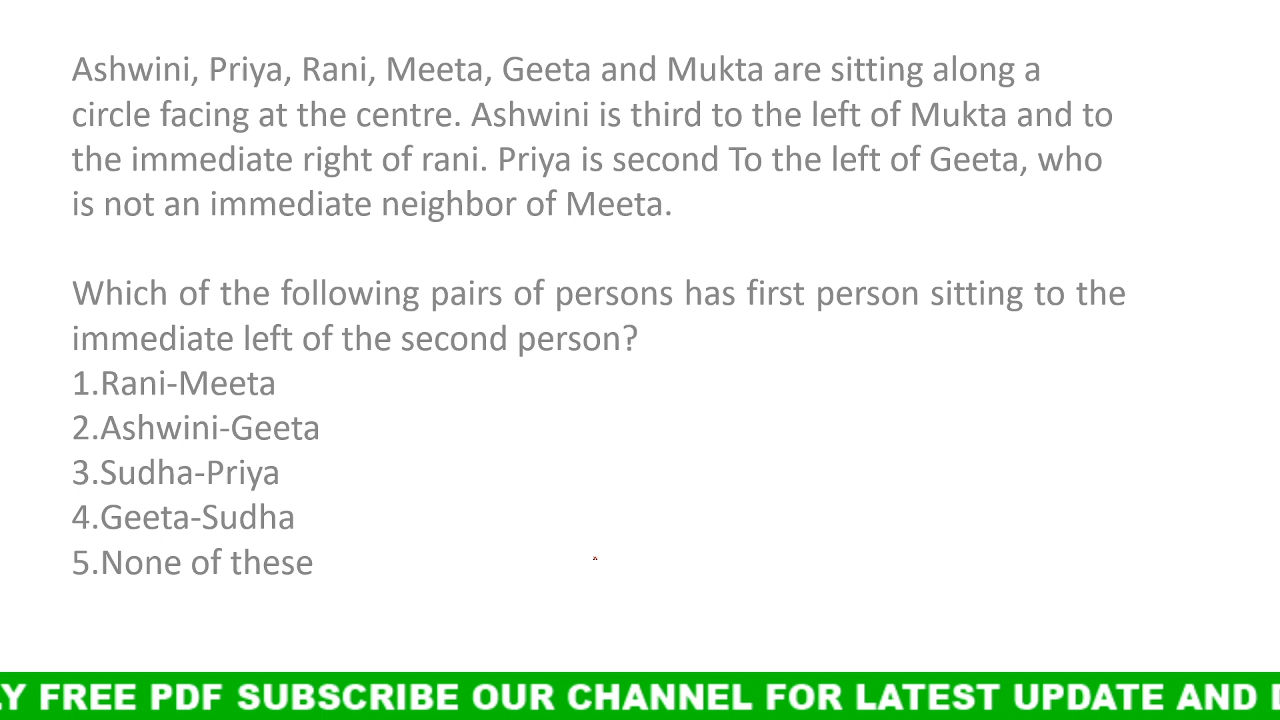 Ashwini, Priya, Rani, Meeta, Geeta and Mukta are sitting along a
circle facing at the centre. Ashwini is third to the left of Mukta and to
the immediate right of rani. Priya is second To the left of Geeta, who
is not an immediate neighbor of Meeta.
Which of the following pairs of persons has first person sitting to the
immediate left of the second person?
1.Rani-Meeta
2.Ashwini-Geeta
3.Sudha-Priya
4.Geeta-Sudha
5.None of these
FREE PDF SUBSCRIBE OUR CHANNEL FOR LATEST UPDATE AND